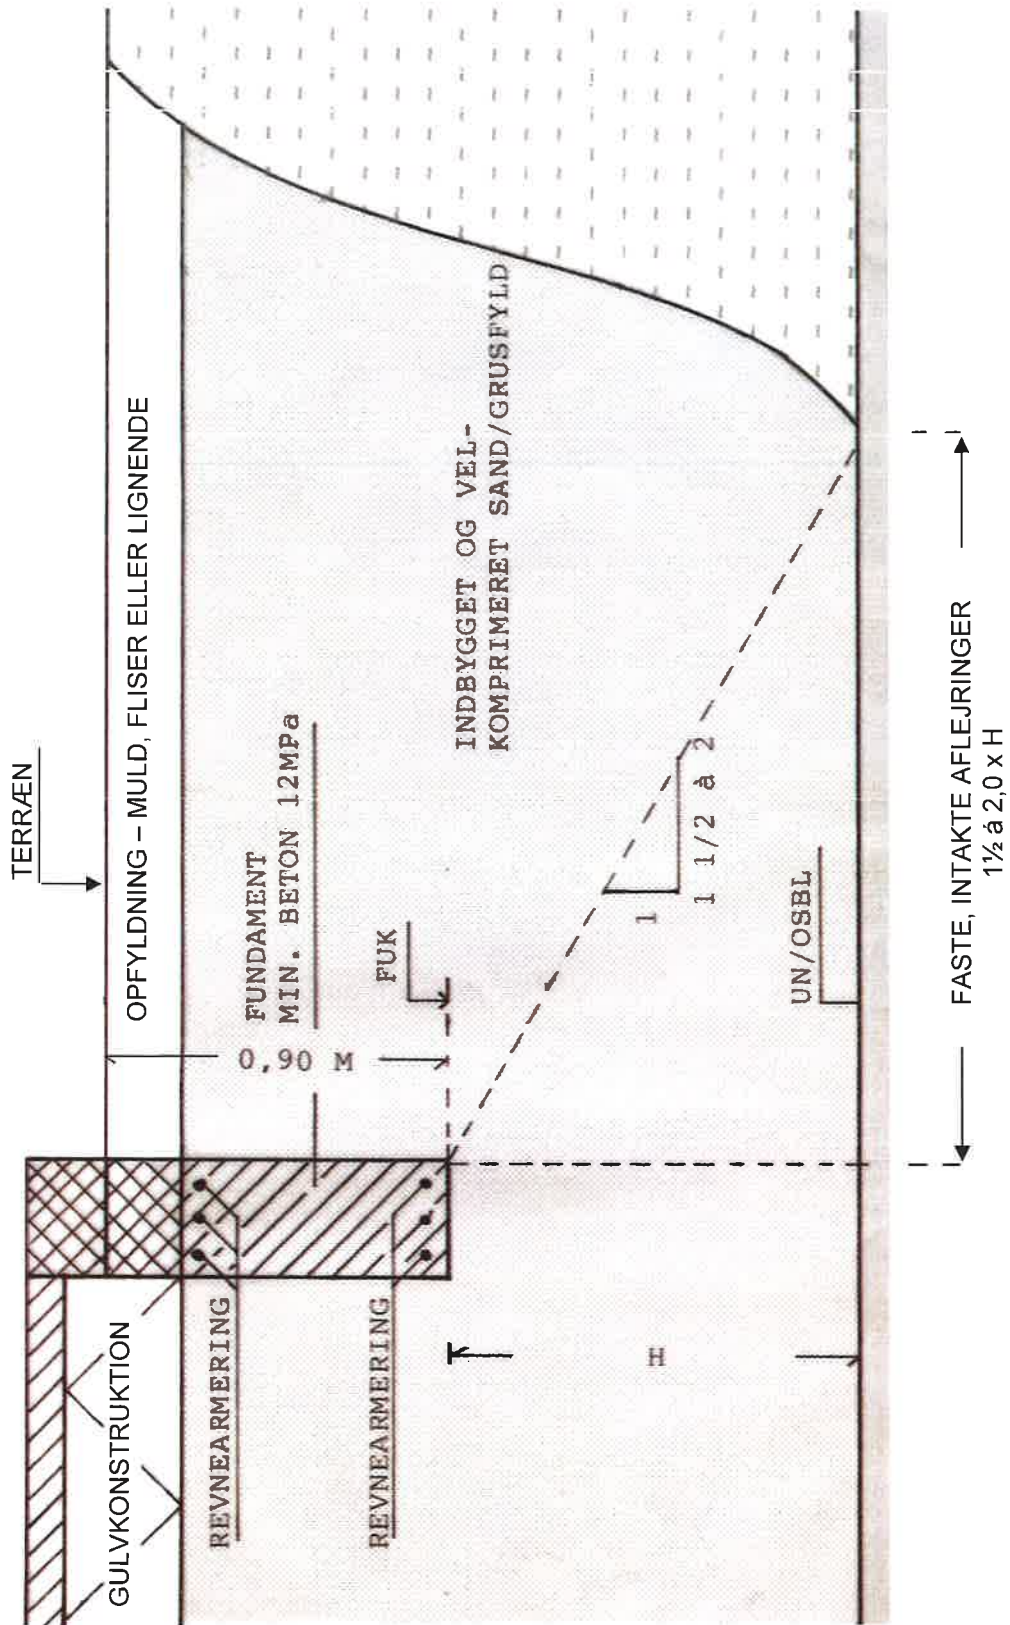 TERRÆN
OPFYLDNING – MULD, FLISER ELLER LIGNENDE
FUNDAMENT
MIN. BETON 12MPa
0,90 M
FUK
GULVKONSTRUKTION
REVNEARMERING
REVNEARMERING
INDBYGGET OG VEL-
KOMPRIMERET SAND/GRUSFYLD
1
1 1/2 à 2
H
UN/OSBL
FASTE, INTAKTE AFLEJRINGER
1½ á 2,0 x H